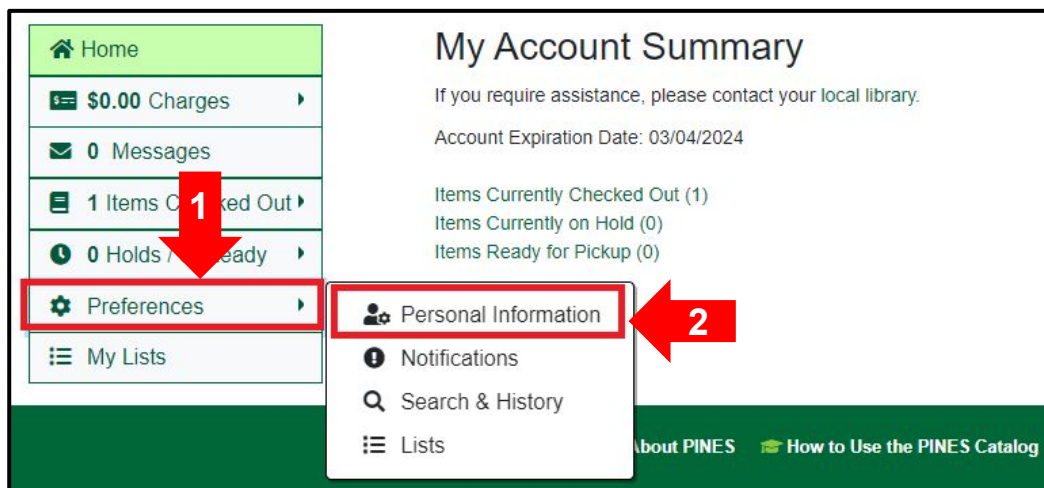 Home
$0.00 Charges
0 Messages
1 Items C ked Out
0 Holds / eady
Preferences
My Lists
1
My Account Summary
If you require assistance, please contact your local library.
Account Expiration Date: 03/04/2024
Items Currently Checked Out (1)
Items Currently on Hold (0)
Items Ready for Pickup (0)
Personal Information
Notifications
Search & History
Lists
2
About PINES
How to Use the PINES Catalog